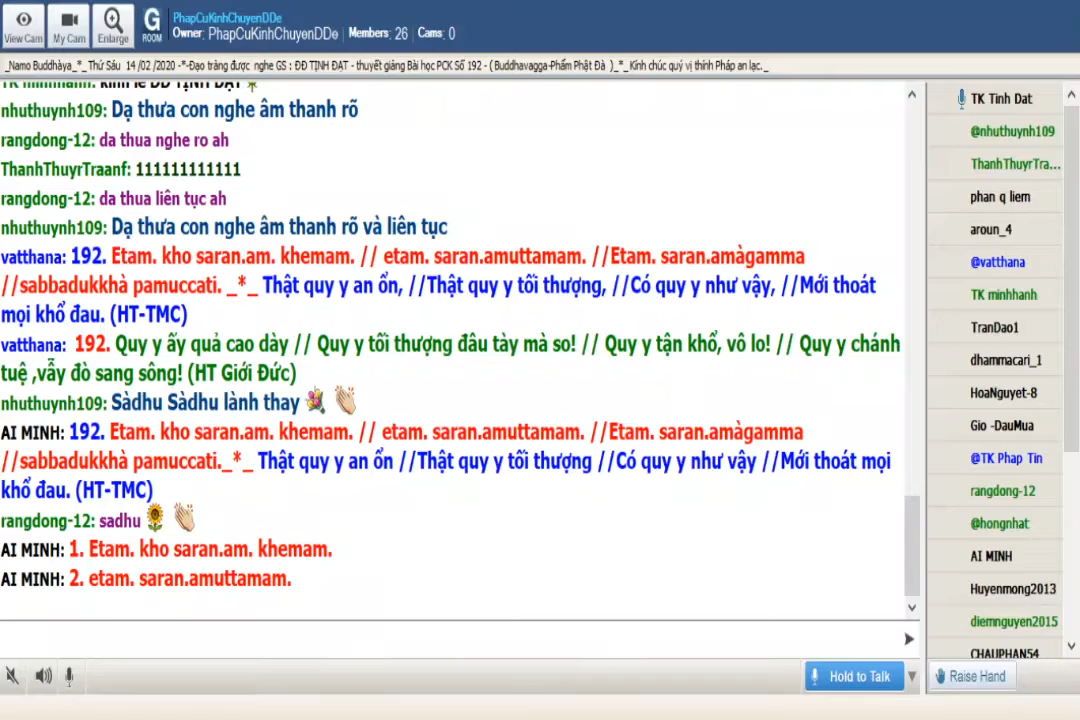 View Cam
My Cam
Enlarge
G
ROOM
PhapCuKinhChuyenDDe
Owner: PhapCuKinhChuyenDDe Members: 26 Cams: 0
_Namo Buddhàya_*_ Thứ Sáu 14 /02 /2020 -*-Đạo tràng được nghe GS : ĐĐ TỊNH ĐẠT - thuyết giảng Bài học PCK Số 192 - ( Buddhavagga-Phẩm Phật Đà )_*_ Kính chúc quý vị thính Pháp an lạc._
TK minhhanh: kính lễ ĐĐ TỊNH ĐẠT
nhuthuynh109: Dạ thưa con nghe âm thanh rõ
rangdong-12: da thua nghe ro ah
ThanhThuyrTraanf: 111111111111
rangdong-12: da thua liên tục ah
nhuthuynh109: Dạ thưa con nghe âm thanh rõ và liên tục
vatthana: 192. Etam. kho saran.am. khemam. // etam. saran.amuttamam. //Etam. saran.amàgamma
//sabbadukkhà pamuccati. _*_ Thật quy y an ổn, //Thật quy y tối thượng, //Có quy y như vậy, //Mới thoát
mọi khổ đau. (HT-TMC)
vatthana: 192. Quy y ấy quả cao dày // Quy y tối thượng đâu tày mà so! // Quy y tận khổ, vô lo! // Quy y chánh
tuệ ,vẫy đò sang sông! (HT Giới Đức)
nhuthuynh109: Sàdhu Sàdhu lành thay
AI MINH: 192. Etam. kho saran.am. khemam. // etam. saran.amuttamam. //Etam. saran.amàgamma
//sabbadukkhà pamuccati._*_ Thật quy y an ổn //Thật quy y tối thượng //Có quy y như vậy //Mới thoát mọi
khổ đau. (HT-TMC)
rangdong-12: sadhu
AI MINH: 1. Etam. kho saran.am. khemam.
AI MINH: 2. etam. saran.amuttamam.
TK Tinh Dat
@nhuthuynh109
ThanhThuyrTra...
phan q liem
aroun_4
@vatthana
TK minhhanh
TranDao1
dhammacari_1
HoaNguyet-8
Gio -DauMua
@TK Phap Tin
rangdong-12
@hongnhat
AI MINH
Huyenmong2013
diemnguyen2015
CHAUPHAN54
Hold to Talk
Raise Hand